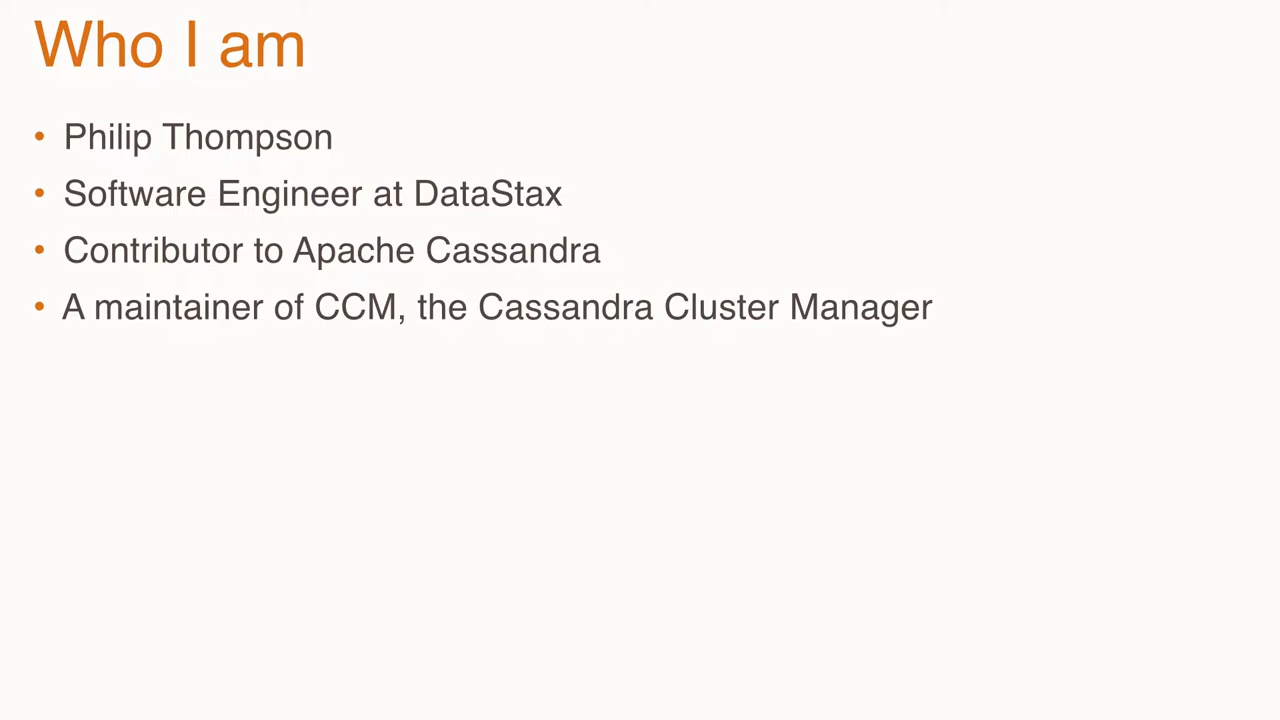 Who I am
• Philip Thompson
• Software Engineer at DataStax
• Contributor to Apache Cassandra
• A maintainer of CCM, the Cassandra Cluster Manager